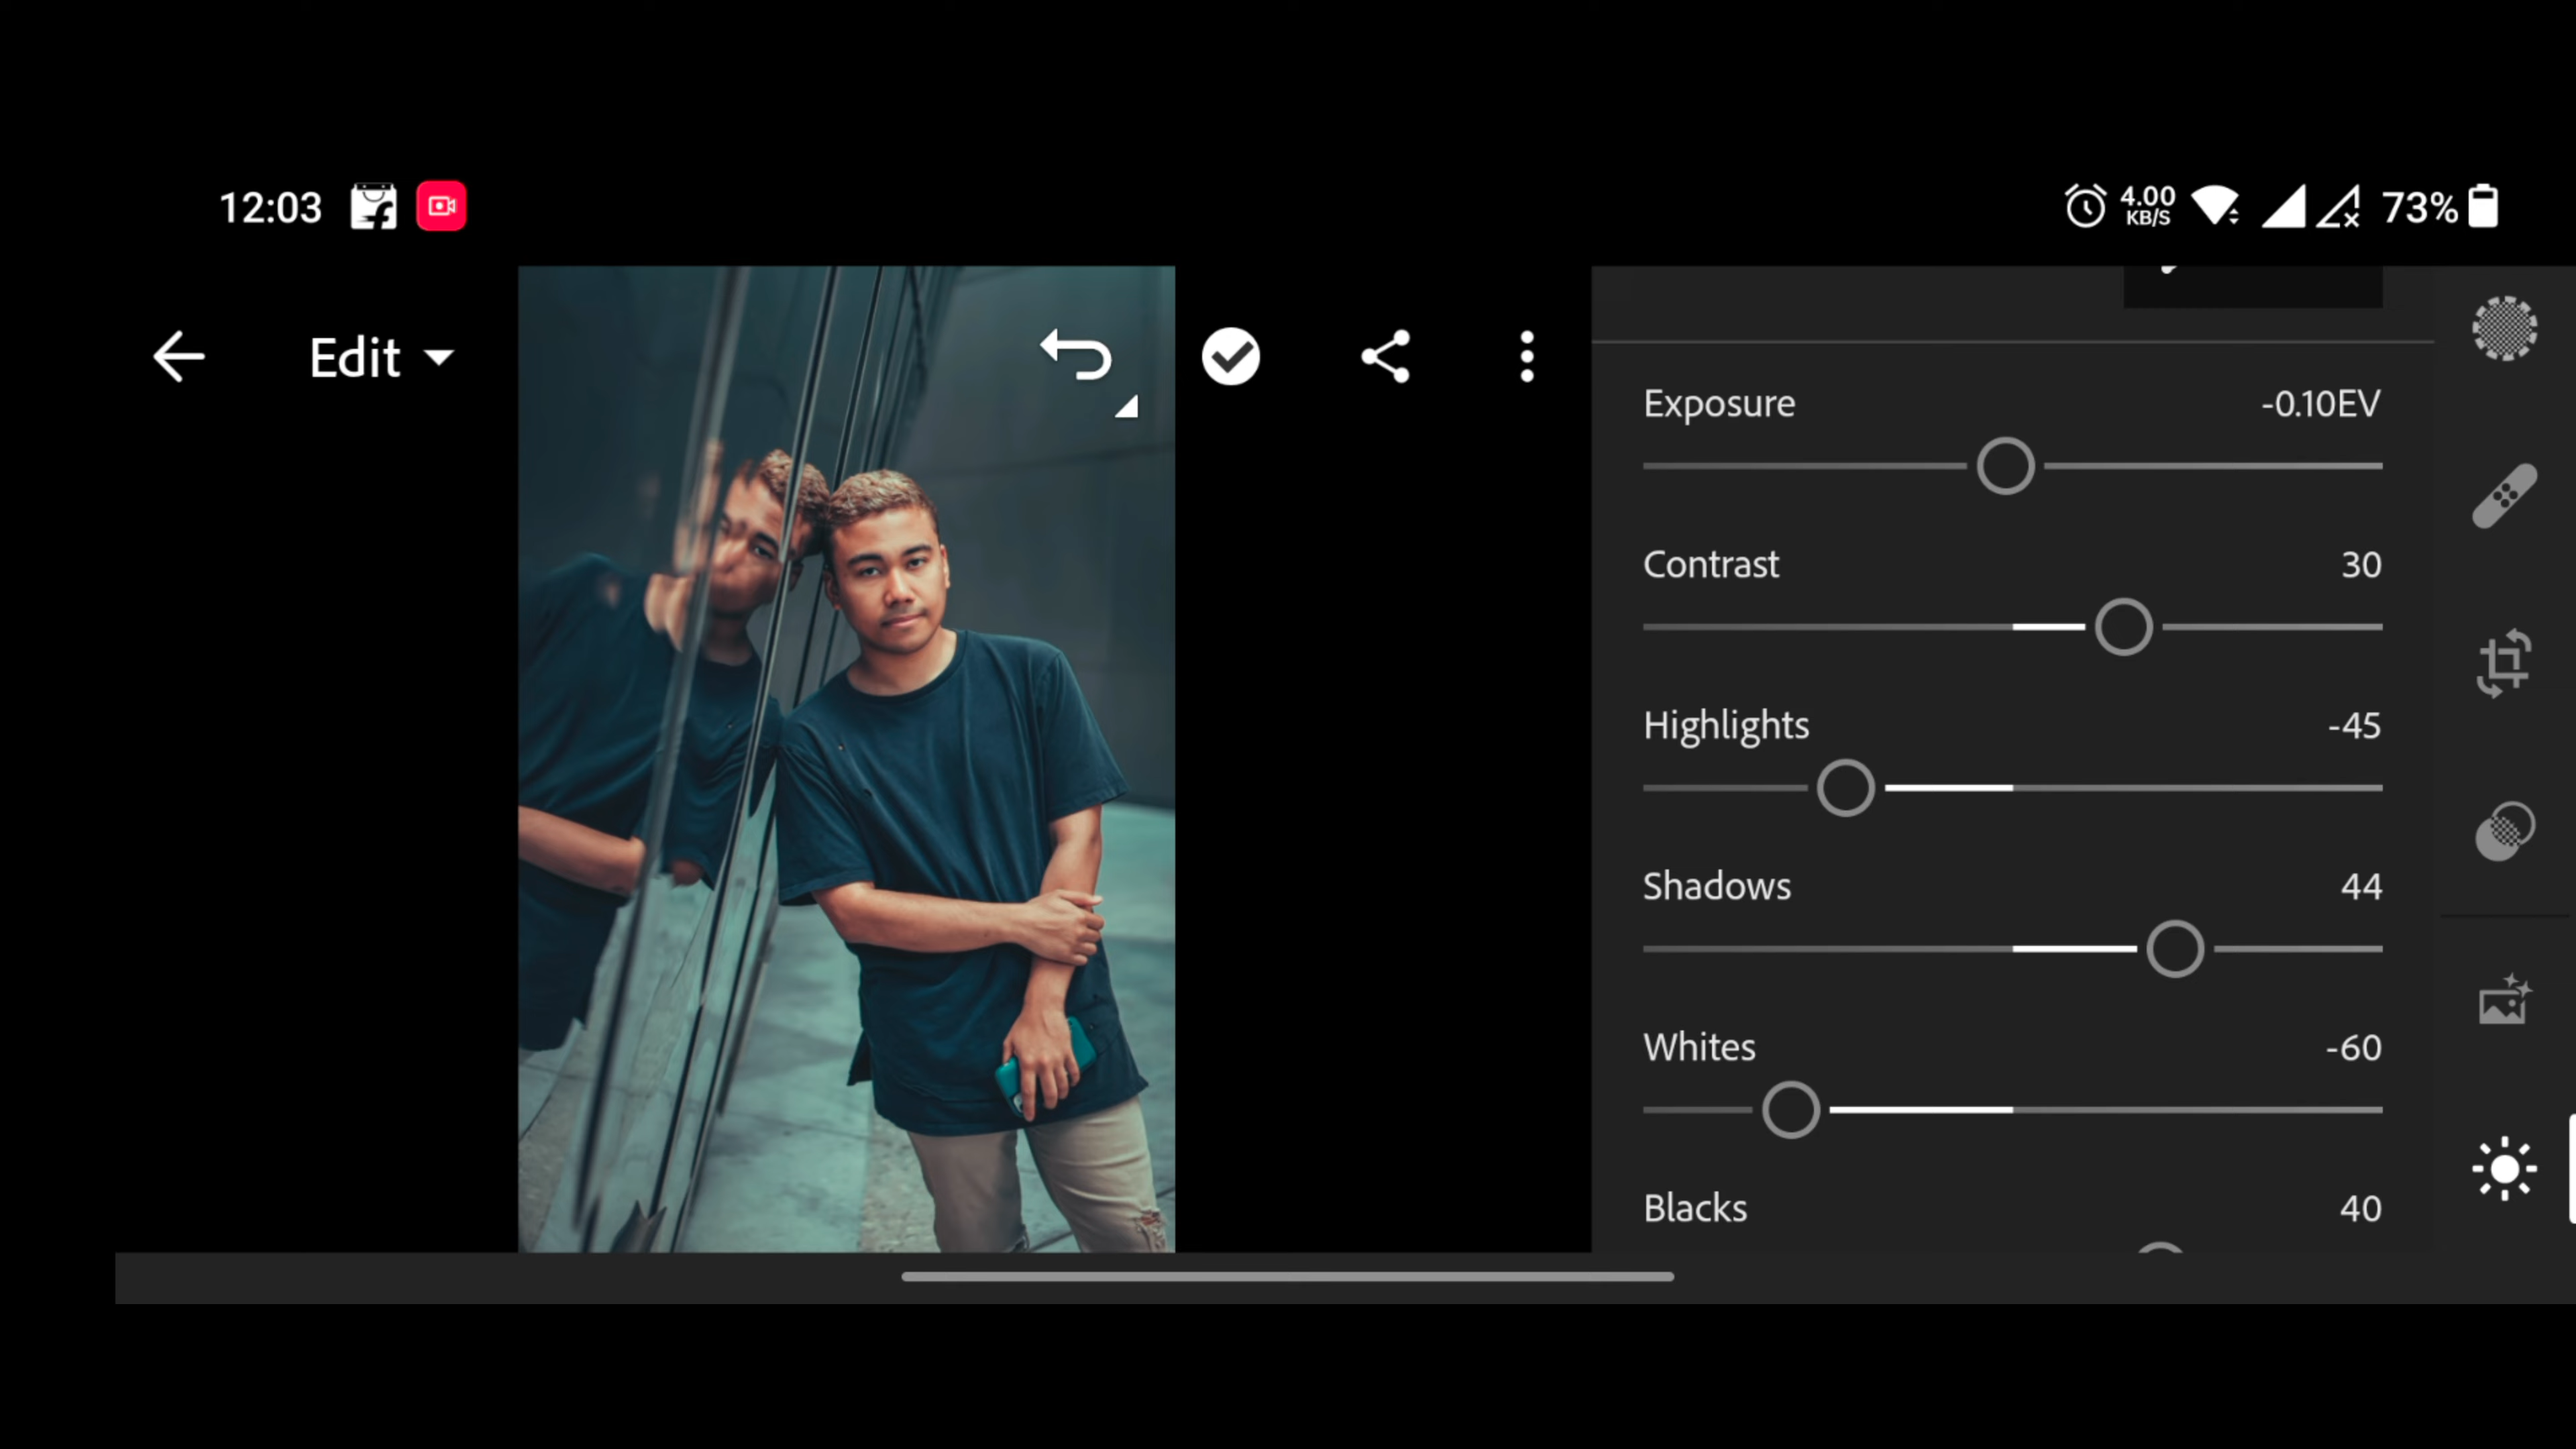 12:03
4.00
KB/S
73%
Edit
Exposure -0.10EV
Contrast 30
Highlights -45
Shadows 44
Whites -60
Blacks 40